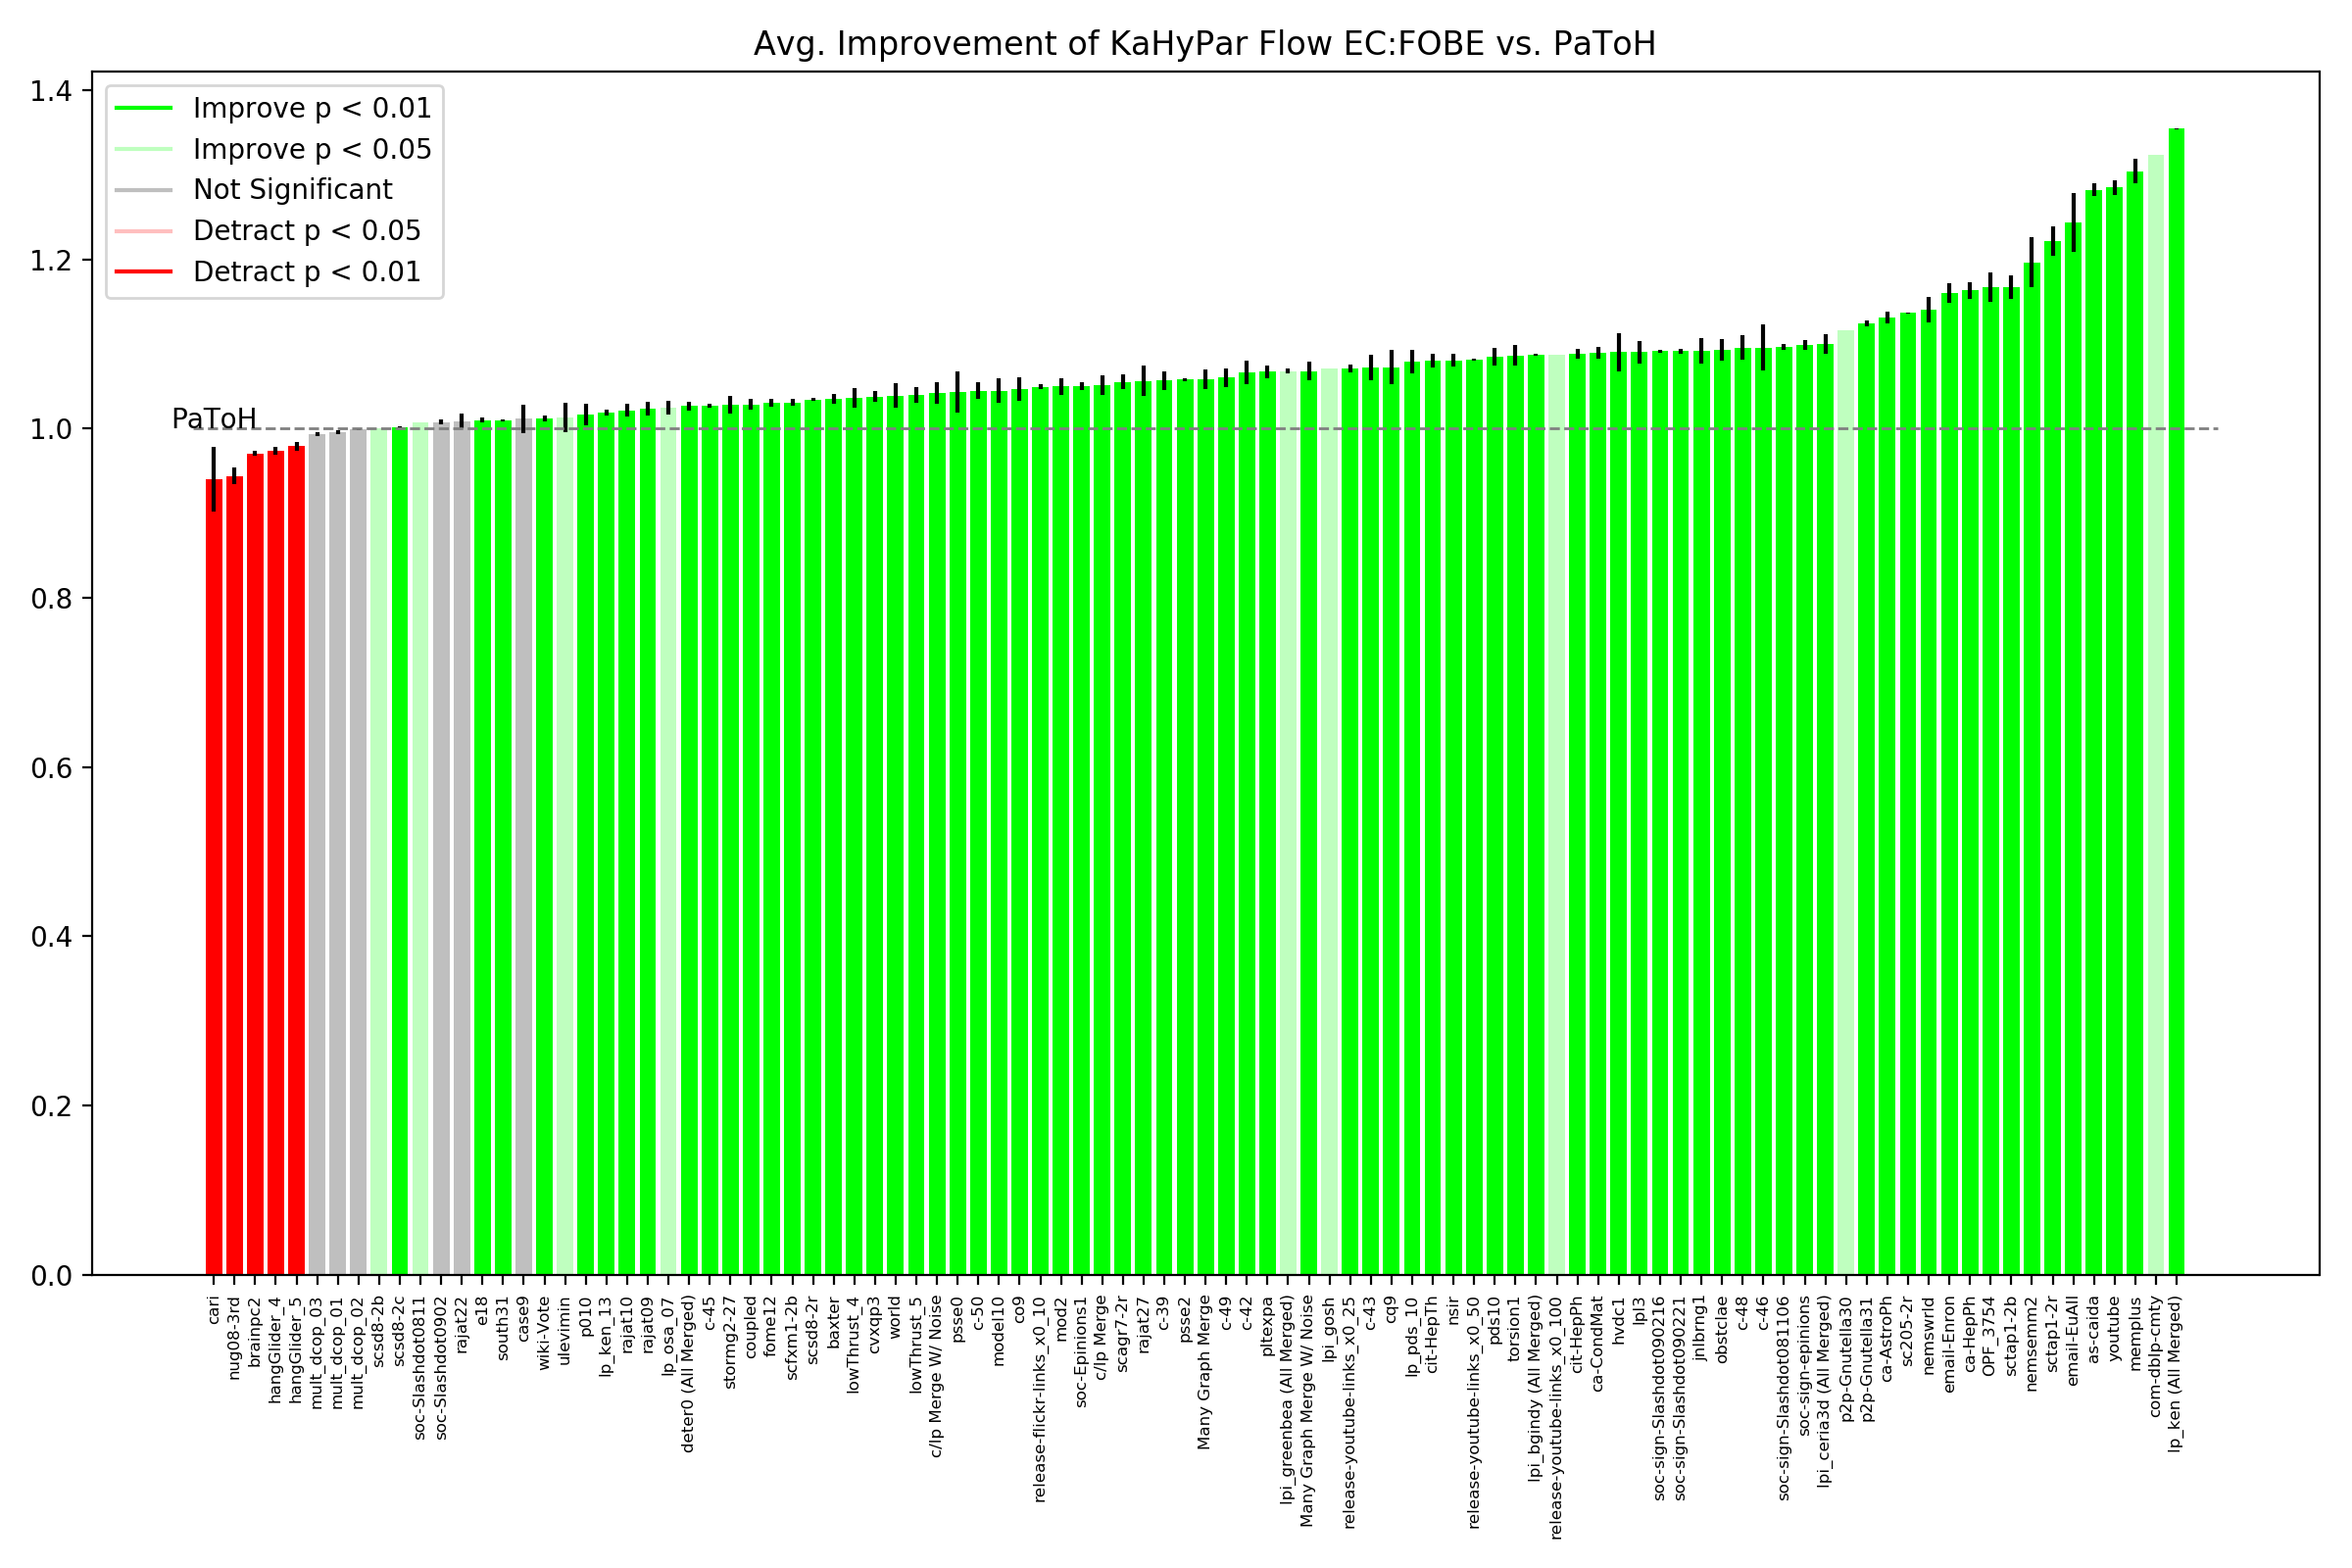 Avg. Improvement of KaHyPar Flow EC:FOBE vs. PaToH
1.4
1.2
1.0
0.8
0.6
0.4
0.2
0.0
Improve p < 0.01
Improve p < 0.05
Not Significant
Detract p < 0.05
Detract p < 0.01
PaToH
cari
nug08-3rd
brainpc2
hangGlider_4
hangGlider_5
mult_dcop_03
mult_dcop_01
mult_dcop_02
scsd8-2b
scsd8-2c
soc-Slashdot0811
soc-Slashdot0902
rajat22
e18
south31
case9
wiki-Vote
ulevimin
p010
lp_ken_13
rajat10
rajat09
lp_osa_07
deter0 (All Merged)
c-45
stormg2-27
coupled
fome12
scfxm1-2b
scsd8-2r
baxter
lowThrust_4
cvxqp3
world
lowThrust_5
c/lp Merge W/ Noise
psse0
c-50
model10
co9
release-flickr-links_x0_10
mod2
soc-Epinions1
c/lp Merge
scagr7-2r
rajat27
c-39
psse2
Many Graph Merge
c-49
c-42
pltexpa
lpi_greenbea (All Merged)
Many Graph Merge W/ Noise
lpi_gosh
release-youtube-links_x0_25
c-43
cq9
lp_pds_10
cit-HepTh
nsir
release-youtube-links_x0_50
pds10
torsion1
lpi_bgindy (All Merged)
release-youtube-links_x0_100
cit-HepPh
ca-CondMat
hvdc1
lpl3
soc-sign-Slashdot090216
soc-sign-Slashdot090221
jnlbrng1
obstclae
c-48
c-46
soc-sign-Slashdot081106
soc-sign-epinions
lpi_ceria3d (All Merged)
p2p-Gnutella30
p2p-Gnutella31
ca-AstroPh
sc205-2r
nemswrld
email-Enron
ca-HepPh
OPF_3754
sctap1-2b
nemsemm2
sctap1-2r
email-EuAll
as-caida
youtube
memplus
com-dblp-cmty
lp_ken (All Merged)